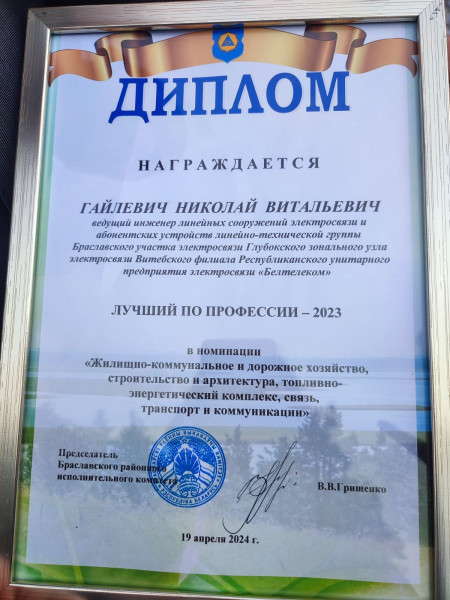 ДИПЛОМ
НАГРАЖДАЕТСЯ
ГАЙЛЕВИЧ НИКОЛАЙ ВИТАЛЬЕВИЧ
ведущий инженер линейных сооружений электросвязи и
абонентских устройств линейно-технической группы
Браславского участка электросвязи Глубокского зонального узла
электросвязи Витебского филиала Республиканского унитарного
предприятия электросвязи «Белтелеком»
ЛУЧШИЙ ПО ПРОФЕССИИ – 2023
в номинации
«Жилищно-коммунальное и дорожное хозяйство,
строительство и архитектура, топливно-
энергетический комплекс, связь,
транспорт и коммуникации»
Председатель
Браславского районного
исполнительного комитета
В.В.Грищенко
19 апреля 2024 г.